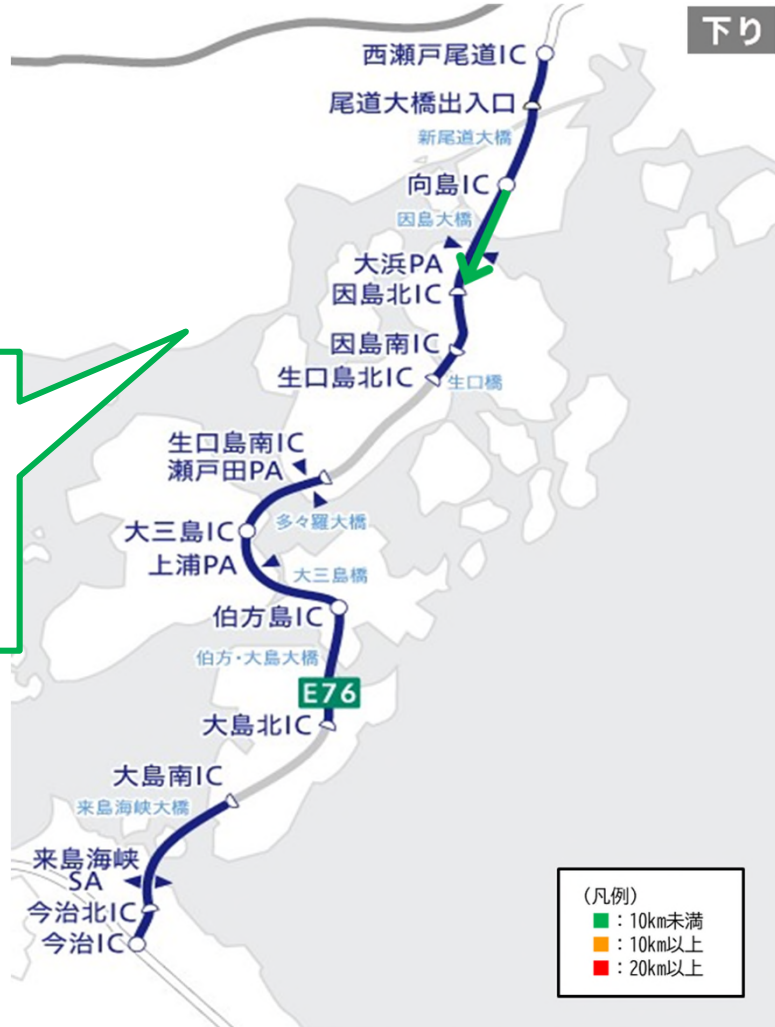 下り
西瀬戸尾道IC
尾道大橋出入口
新尾道大橋
向島IC
因島大橋
大浜PA
因島北IC
因島南IC
生口島北IC
生口橋
生口島南IC
瀬戸田PA
多々羅大橋
大三島IC
上浦PA
大三島橋
伯方島IC
伯方・大島大橋
E76
大島北IC
大島南IC
来島海峡大橋
来島海峡
SA
今治北IC
今治IC
(凡例)
■：10km未満
■：10km以上
■：20km以上